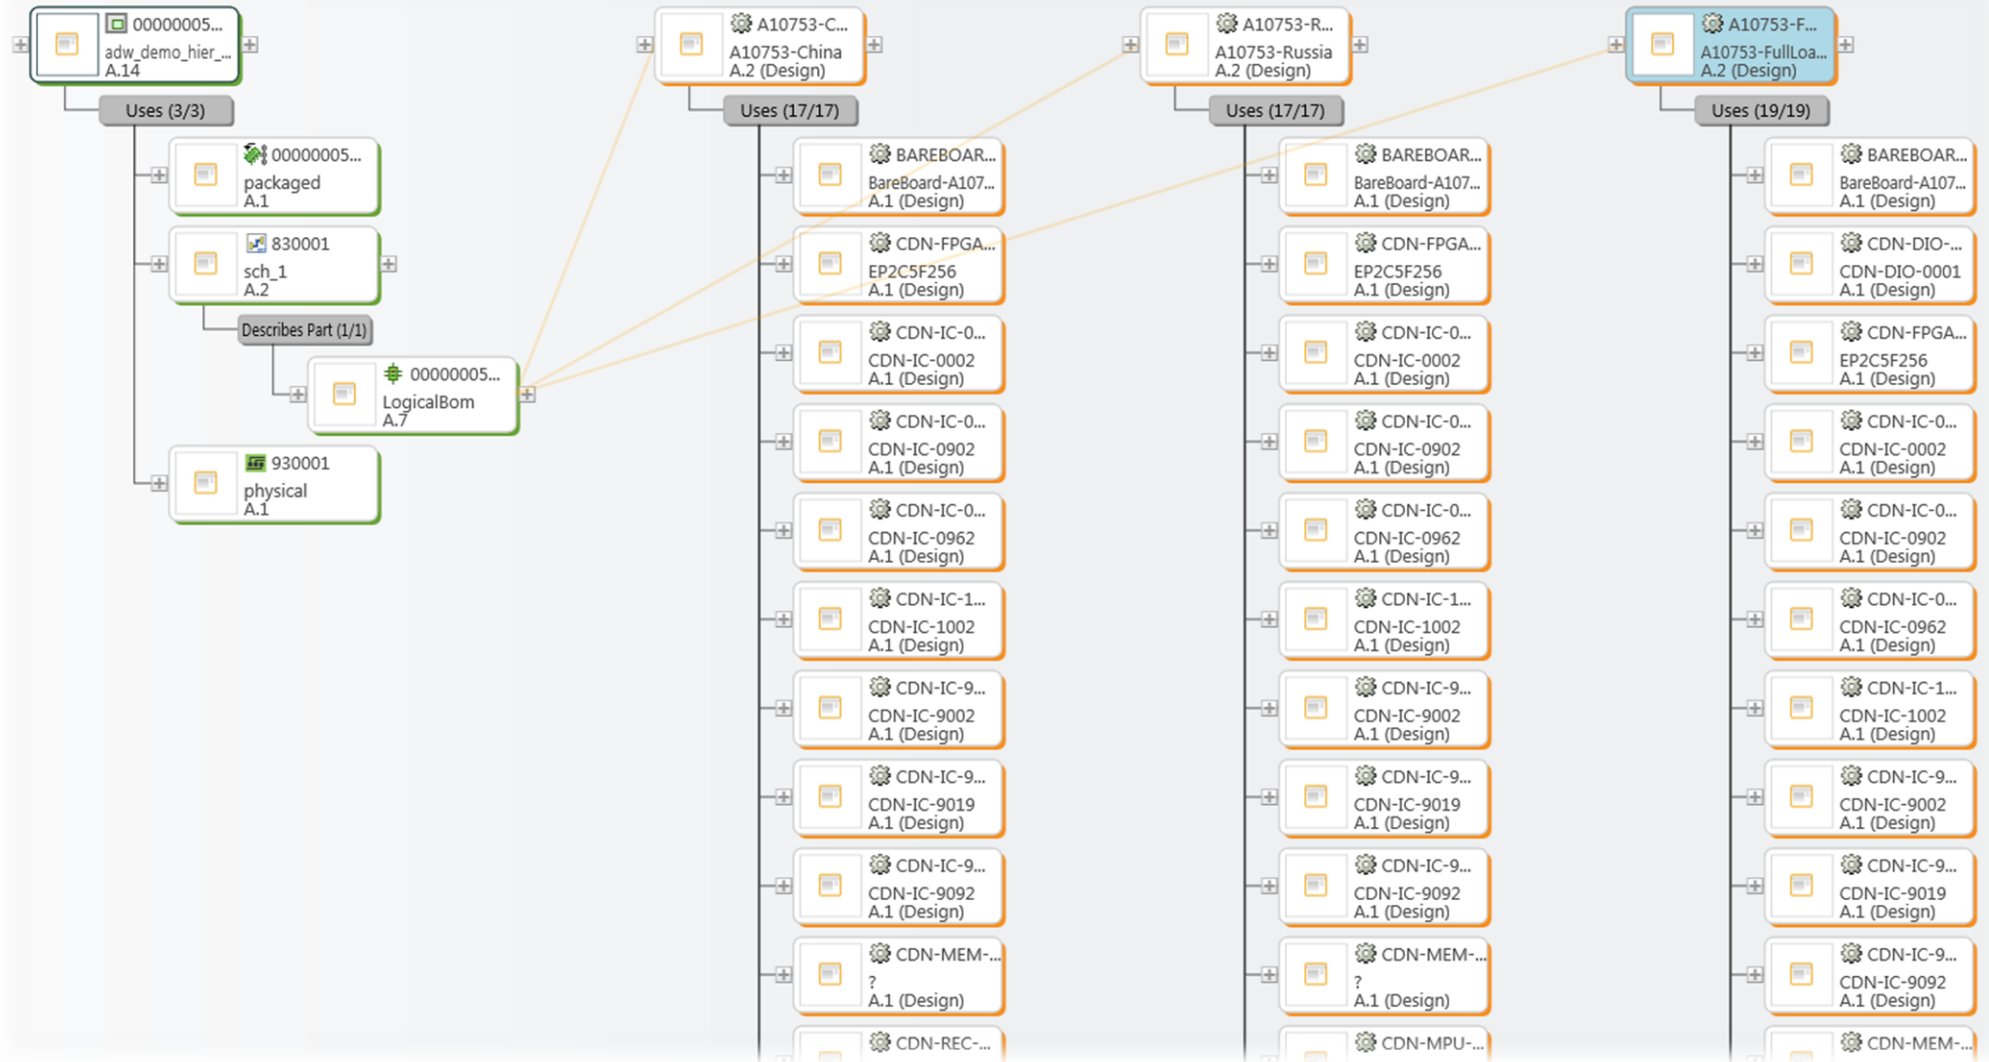 00000005...
adw_demo_hier_...
A.14
Uses (3/3)
00000005...
packaged
A.1
830001
sch_1
A.2
Describes Part (1/1)
00000005...
LogicalBom
A.7
930001
physical
A.1
A10753-C...
A10753-China
A.2 (Design)
Uses (17/17)
BAREBOAR...
BareBoard-A107...
A.1 (Design)
CDN-FPGA...
EP2C5F256
A.1 (Design)
CDN-IC-0...
CDN-IC-0002
A.1 (Design)
CDN-IC-0...
CDN-IC-0902
A.1 (Design)
CDN-IC-0...
CDN-IC-0962
A.1 (Design)
CDN-IC-1...
CDN-IC-1002
A.1 (Design)
CDN-IC-9...
CDN-IC-9002
A.1 (Design)
CDN-IC-9...
CDN-IC-9019
A.1 (Design)
CDN-IC-9...
CDN-IC-9092
A.1 (Design)
CDN-MEM-...
?
A.1 (Design)
CDN-REC-...
A10753-R...
A10753-Russia
A.2 (Design)
Uses (17/17)
BAREBOAR...
BareBoard-A107...
A.1 (Design)
CDN-FPGA...
EP2C5F256
A.1 (Design)
CDN-IC-0...
CDN-IC-0002
A.1 (Design)
CDN-IC-0...
CDN-IC-0902
A.1 (Design)
CDN-IC-0...
CDN-IC-0962
A.1 (Design)
CDN-IC-1...
CDN-IC-1002
A.1 (Design)
CDN-IC-9...
CDN-IC-9002
A.1 (Design)
CDN-IC-9...
CDN-IC-9019
A.1 (Design)
CDN-IC-9...
CDN-IC-9092
A.1 (Design)
CDN-MEM-...
?
A.1 (Design)
CDN-MPU-...
A10753-F...
A10753-FullLoa...
A.2 (Design)
Uses (19/19)
BAREBOAR...
BareBoard-A107...
A.1 (Design)
CDN-DIO-...
CDN-DIO-0001
A.1 (Design)
CDN-FPGA...
EP2C5F256
A.1 (Design)
CDN-IC-0...
CDN-IC-0002
A.1 (Design)
CDN-IC-0...
CDN-IC-0902
A.1 (Design)
CDN-IC-0...
CDN-IC-0962
A.1 (Design)
CDN-IC-1...
CDN-IC-1002
A.1 (Design)
CDN-IC-9...
CDN-IC-9002
A.1 (Design)
CDN-IC-9...
CDN-IC-9019
A.1 (Design)
CDN-IC-9...
CDN-IC-9092
A.1 (Design)
CDN-MEM-...